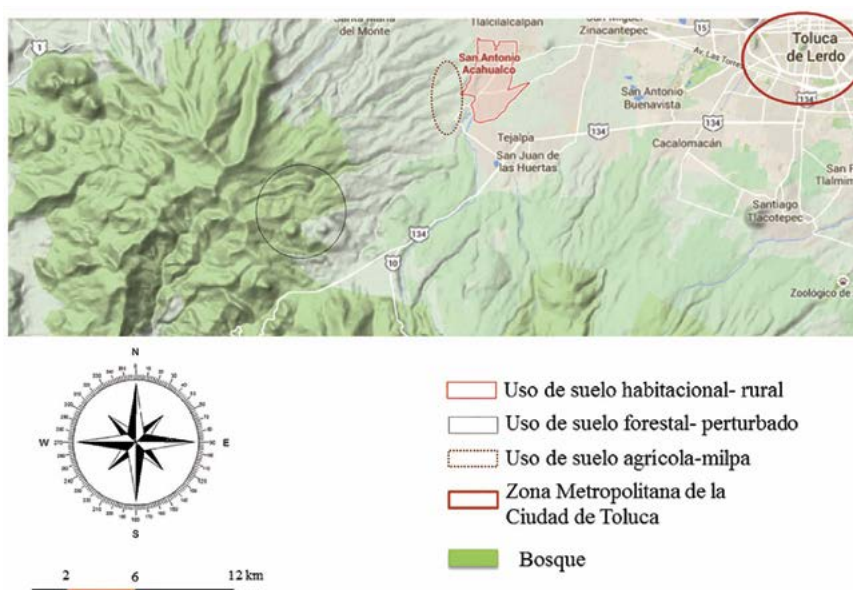 Santa María
del Monte
Tlalcilalcalpan
San Miguel
Zinacantepec
15
Toluca
de Lerdo
1
San Antonio
Acahualco
Av. Las Torre
San Antonio
Buenavista
134
134
Tejalpa
San Juan de
las Huertas
Cacalomacán
134
San F
Tlalmim
Santiago
Tlacotepec
134
10
Zoológico de
N
W
E
S
Uso de suelo habitacional- rural
Uso de suelo forestal- perturbado
Uso de suelo agrícola-milpa
Zona Metropolitana de la
Ciudad de Toluca
Bosque
2 6 12 km